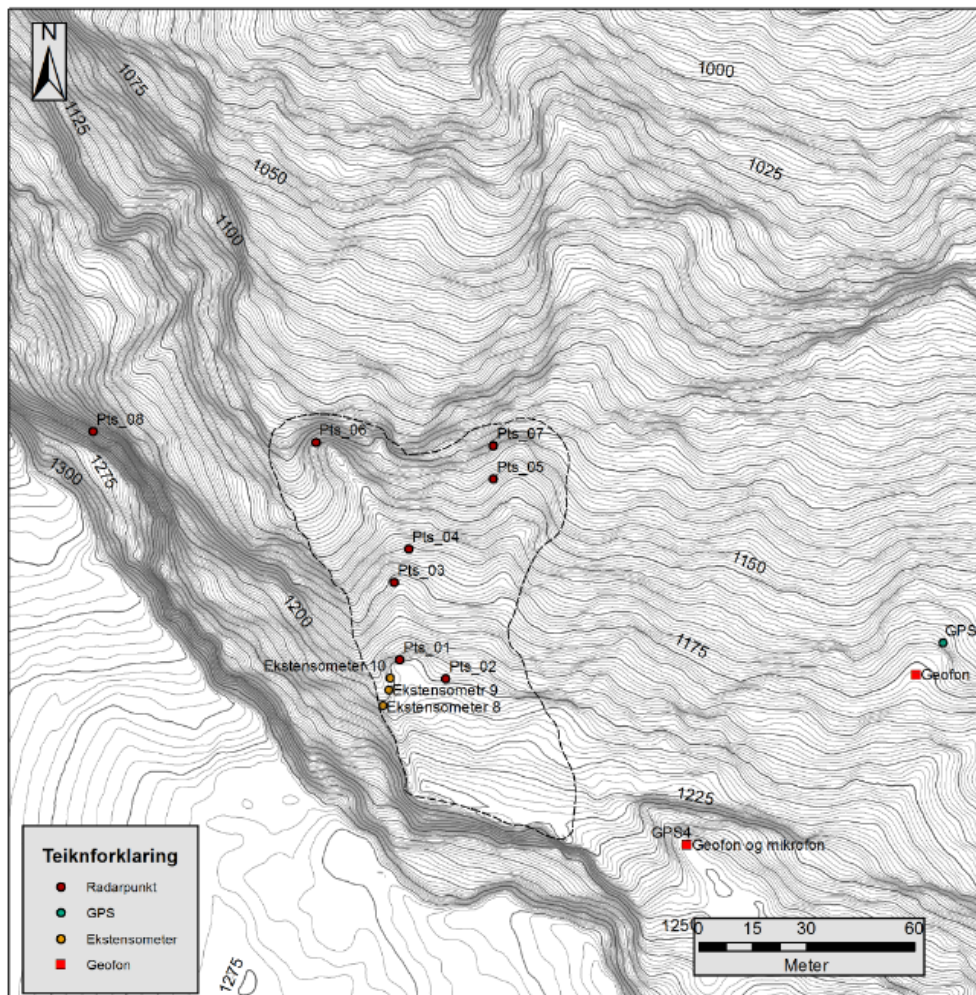 N
1075
1125
1000
1050
1025
1100
Pts_08
Pts_06
Pts_07
1275
1300
Pts_05
Pts_04
1150
Pts_03
1200
1175
GPS
Pts_01
Ekstensometer 10
Pts_02
Geofon
Ekstensometr 9
Ekstensometer 8
1225
GPS4
Geofon og mikrofon
Teiknforklaring
Radarpunkt
GPS
Ekstensometer
Geofon
1275
0 15 30 60
Meter